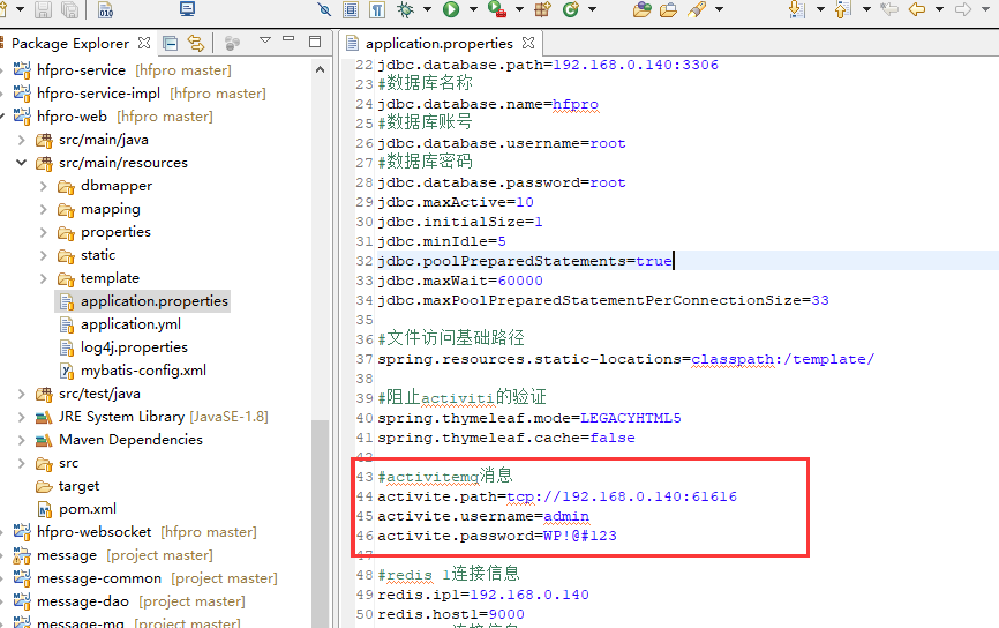 010
Package Explorer
hfpro-service [hfpro master]
hfpro-service-impl [hfpro master]
hfpro-web [hfpro master]
src/main/java
src/main/resources
dbmapper
mapping
properties
static
template
application.properties
application.yml
log4j.properties
mybatis-config.xml
src/test/java
JRE System Library [JavaSE-1.8]
Maven Dependencies
src
target
pom.xml
hfpro-websocket [hfpro master]
message [project master]
message-common [project master]
message-dao [project master]
message-mq [project master]
application.properties
22 jdbc.database.path=192.168.0.140:3306
23 #数据库名称
24 jdbc.database.name=hfpro
25 #数据库账号
26 jdbc.database.username=root
27 #数据库密码
28 jdbc.database.password=root
29 jdbc.maxActive=10
30 jdbc.initialSize=1
31 jdbc.minIdle=5
32 jdbc.poolPreparedStatements=true
33 jdbc.maxWait=60000
34 jdbc.maxPoolPreparedStatementPerConnectionSize=33
35
36 #文件访问基础路径
37 spring.resources.static-locations=classpath:/template/
38
39 #阻止activiti的验证
40 spring.thymeleaf.mode=LEGACYHTML5
41 spring.thymeleaf.cache=false
42
43 #activitemq消息
44 activite.path=tcp://192.168.0.140:61616
45 activite.username=admin
46 activite.password=WP!@#123
47
48 #redis 1连接信息
49 redis.ip1=192.168.0.140
50 redis.host1=9000
连接信息